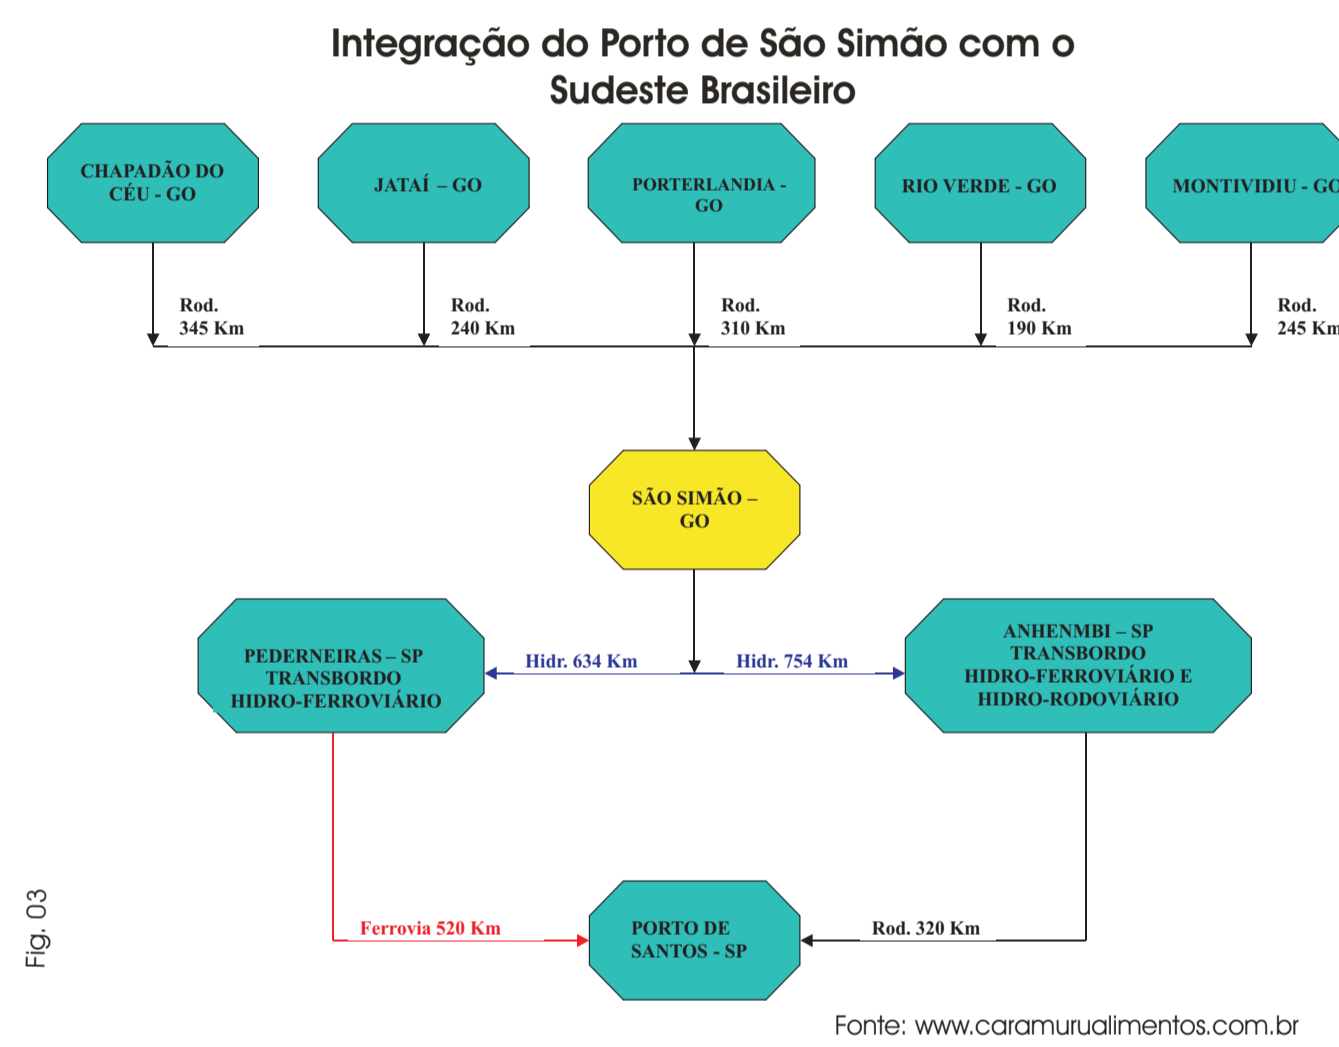 Integração do Porto de São Simão com o
Sudeste Brasileiro
CHAPADÃO DO
CÉU - GO
JATAÍ – GO
PORTERLANDIA -
GO
RIO VERDE - GO
MONTIVIDIU - GO
Rod.
345 Km
Rod.
240 Km
Rod.
310 Km
Rod.
190 Km
Rod.
245 Km
SÃO SIMÃO –
GO
PEDERNEIRAS – SP
TRANSBORDO
HIDRO-FERROVIÁRIO
Hidr. 634 Km
Hidr. 754 Km
ANHENMBI – SP
TRANSBORDO
HIDRO-FERROVIÁRIO E
HIDRO-RODOVIÁRIO
Ferrovia 520 Km
PORTO DE
SANTOS - SP
Rod. 320 Km
Fig. 03
Fonte: www.caramurualimentos.com.br